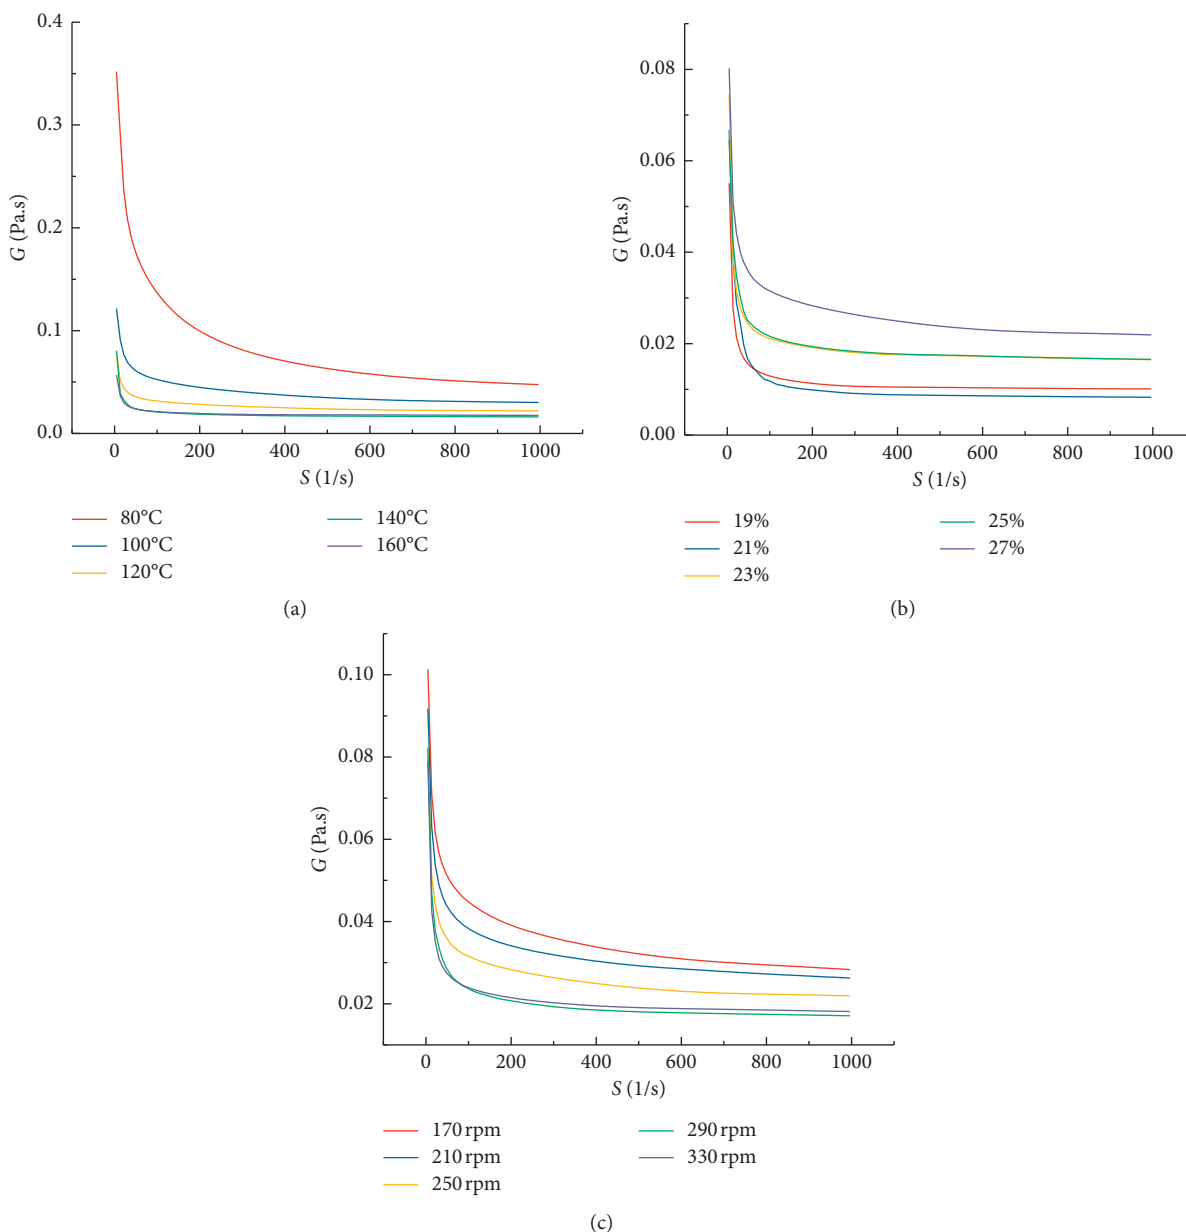 0.4
0.3
0.2
0.1
0.0
G (Pa.s)
0 200 400 600 800 1000
S (1/s)
80°C
100°C
120°C
140°C
160°C
(a)
0.08
0.06
0.04
0.02
0.00
G (Pa.s)
0 200 400 600 800 1000
S (1/s)
19%
21%
23%
25%
27%
(b)
0.10
0.08
0.06
0.04
0.02
G (Pa.s)
0 200 400 600 800 1000
S (1/s)
170 rpm
210 rpm
250 rpm
290 rpm
330 rpm
(c)